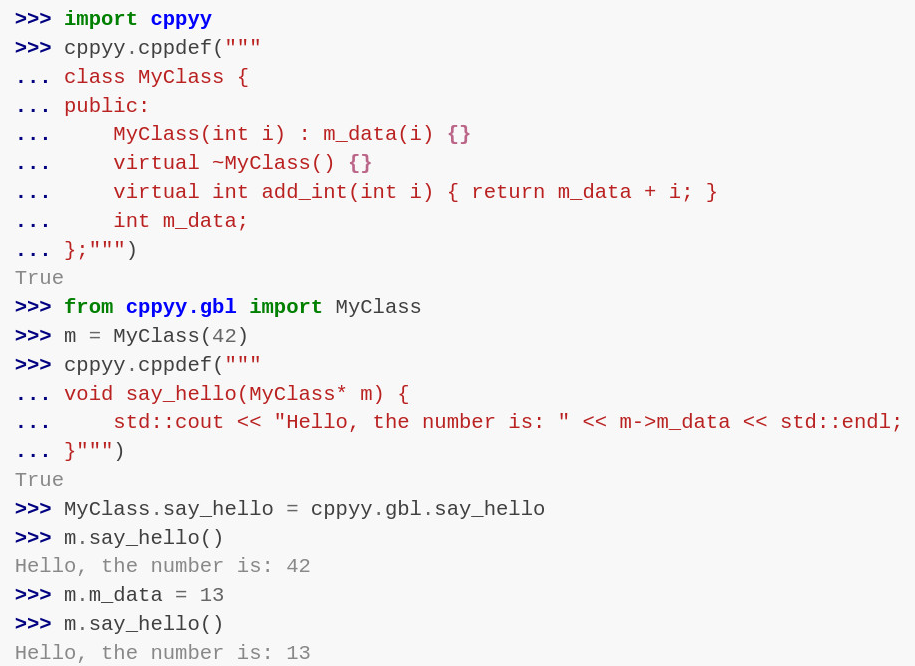 >>> import cppyy
>>> cppyy.cppdef("""
... class MyClass {
... public:
...     MyClass(int i) : m_data(i) {}
...     virtual ~MyClass() {}
...     virtual int add_int(int i) { return m_data + i; }
...     int m_data;
... };""")
True
>>> from cppyy.gbl import MyClass
>>> m = MyClass(42)
>>> cppyy.cppdef("""
... void say_hello(MyClass* m) {
...     std::cout << "Hello, the number is: " << m->m_data << std::endl;
... }""")
True
>>> MyClass.say_hello = cppyy.gbl.say_hello
>>> m.say_hello()
Hello, the number is: 42
>>> m.m_data = 13
>>> m.say_hello()
Hello, the number is: 13